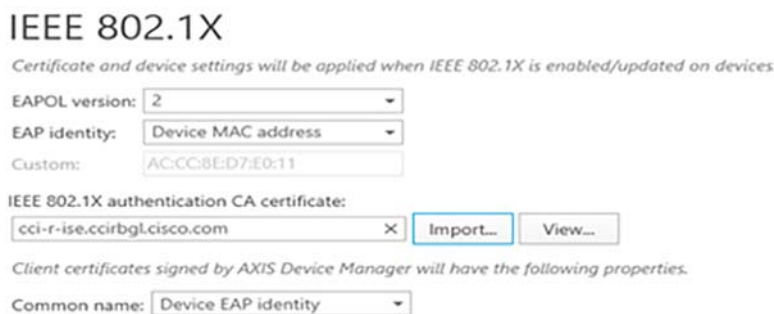 IEEE 802.1X
Certificate and device settings will be applied when IEEE 802.1X is enabled/updated on devices
EAPOL version: 2
EAP identity: Device MAC address
Custom: AC:CC:8E:D7:E0:11
IEEE 802.1X authentication CA certificate:
cci-r-ise.ccirbgl.cisco.com × Import... View...
Client certificates signed by AXIS Device Manager will have the following properties.
Common name: Device EAP identity